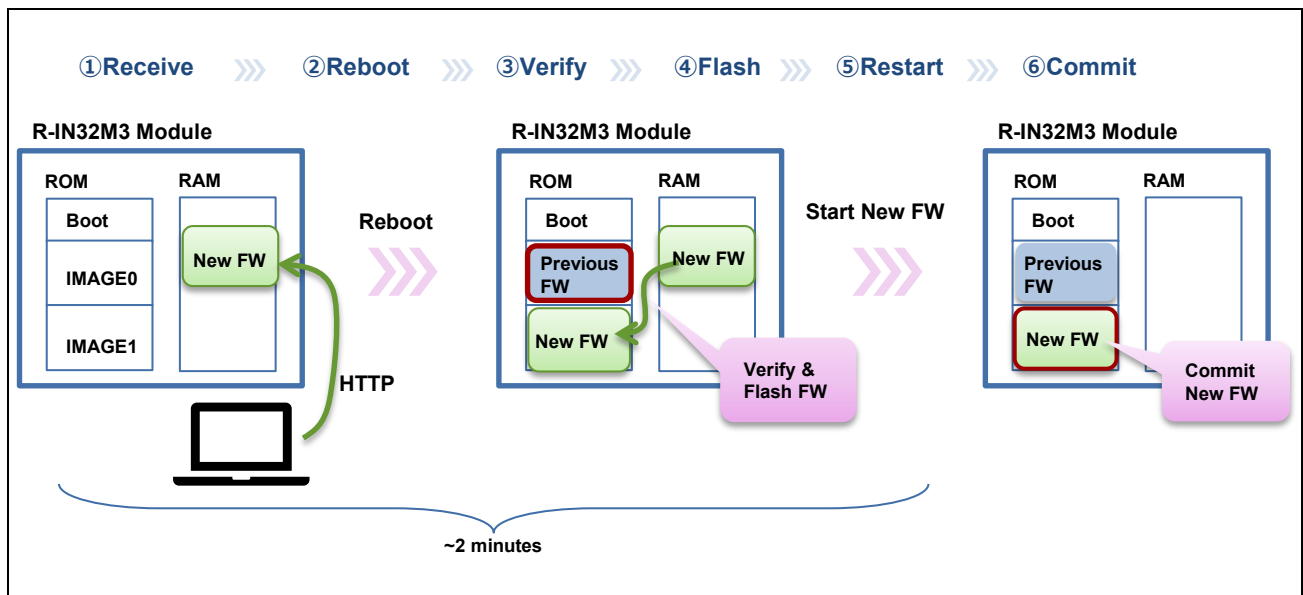 ①Receive
②Reboot
③Verify
④Flash
⑤Restart
⑥Commit
R-IN32M3 Module
ROM
RAM
Boot
IMAGE0
IMAGE1
New FW
HTTP
Reboot
R-IN32M3 Module
ROM
RAM
Boot
Previous
FW
New FW
New FW
Verify &
Flash FW
Start New FW
R-IN32M3 Module
ROM
RAM
Boot
Previous
FW
New FW
Commit
New FW
~2 minutes